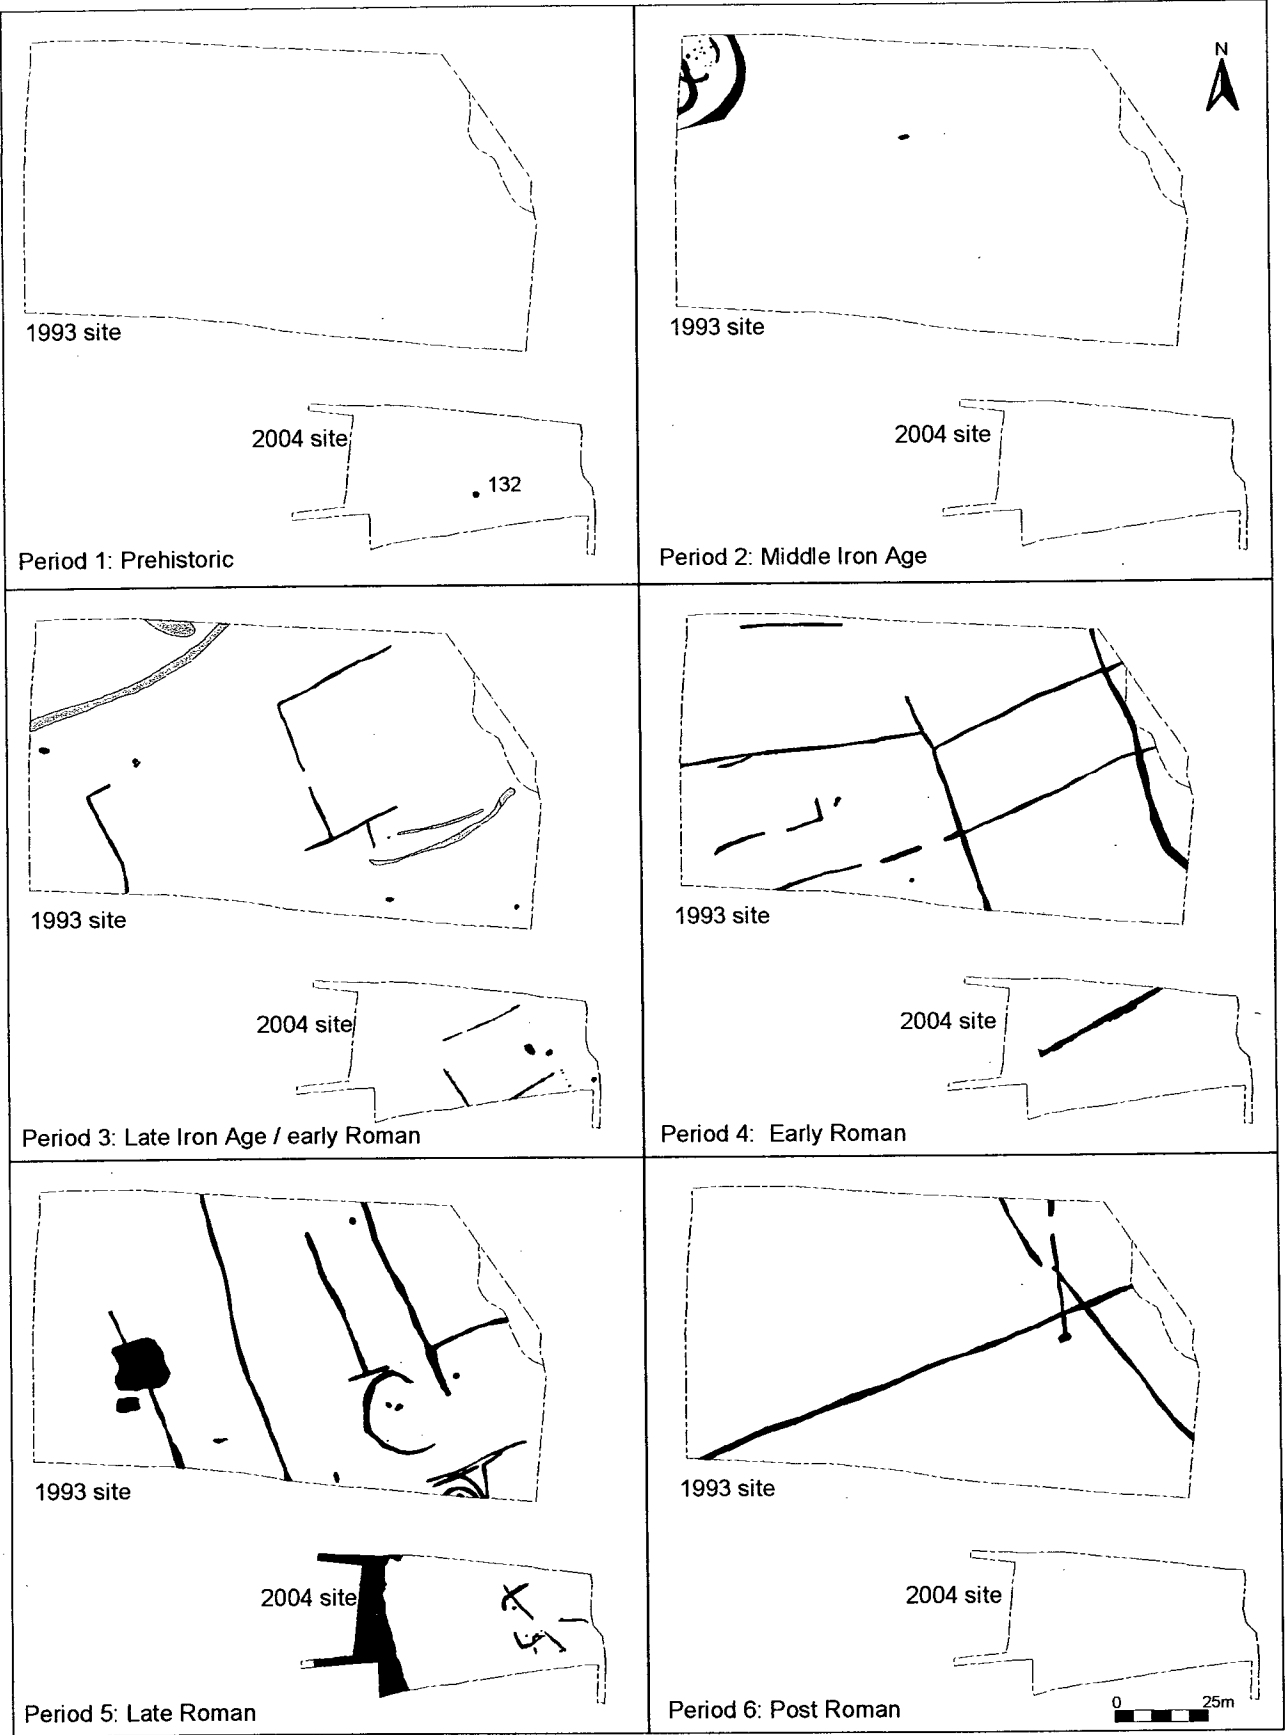 1993 site
2004 site
132
Period 1: Prehistoric
N
1993 site
2004 site
Period 2: Middle Iron Age
1993 site
2004 site
Period 3: Late Iron Age / early Roman
1993 site
2004 site
Period 4: Early Roman
1993 site
2004 site
Period 5: Late Roman
1993 site
2004 site
Period 6: Post Roman
0 25m